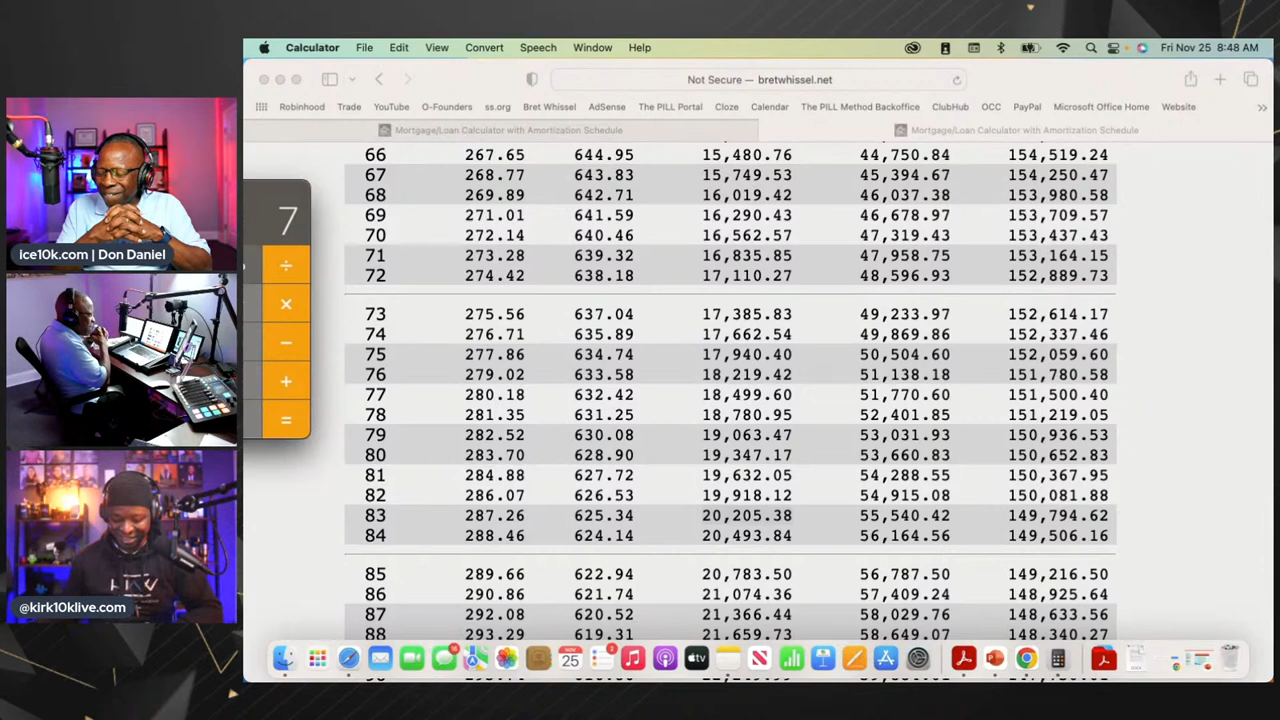 Calculator File Edit View Convert Speech Window Help Fri Nov 25 8:48 AM
Not Secure — bretwhissel.net
Robinhood Trade YouTube O-Founders ss.org Bret Whissel AdSense The PILL Portal Cloze Calendar The PILL Method Backoffice ClubHub OCC PayPal Microsoft Office Home Website
Mortgage/Loan Calculator with Amortization Schedule Mortgage/Loan Calculator with Amortization Schedule
66 267.65 644.95 15,480.76 44,750.84 154,519.24
67 268.77 643.83 15,749.53 45,394.67 154,250.47
68 269.89 642.71 16,019.42 46,037.38 153,980.58
69 271.01 641.59 16,290.43 46,678.97 153,709.57
70 272.14 640.46 16,562.57 47,319.43 153,437.43
71 273.28 639.32 16,835.85 47,958.75 153,164.15
72 274.42 638.18 17,110.27 48,596.93 152,889.73
73 275.56 637.04 17,385.83 49,233.97 152,614.17
74 276.71 635.89 17,662.54 49,869.86 152,337.46
75 277.86 634.74 17,940.40 50,504.60 152,059.60
76 279.02 633.58 18,219.42 51,138.18 151,780.58
77 280.18 632.42 18,499.60 51,770.60 151,500.40
78 281.35 631.25 18,780.95 52,401.85 151,219.05
79 282.52 630.08 19,063.47 53,031.93 150,936.53
80 283.70 628.90 19,347.17 53,660.83 150,652.83
81 284.88 627.72 19,632.05 54,288.55 150,367.95
82 286.07 626.53 19,918.12 54,915.08 150,081.88
83 287.26 625.34 20,205.38 55,540.42 149,794.62
84 288.46 624.14 20,493.84 56,164.56 149,506.16
85 289.66 622.94 20,783.50 56,787.50 149,216.50
86 290.86 621.74 21,074.36 57,409.24 148,925.64
87 292.08 620.52 21,366.44 58,029.76 148,633.56
88 293.29 619.31 21,659.73 58,649.07 148,340.27
7
÷
×
−
+
=
Ice10k.com | Don Daniel
@kirk10klive.com
tv
25